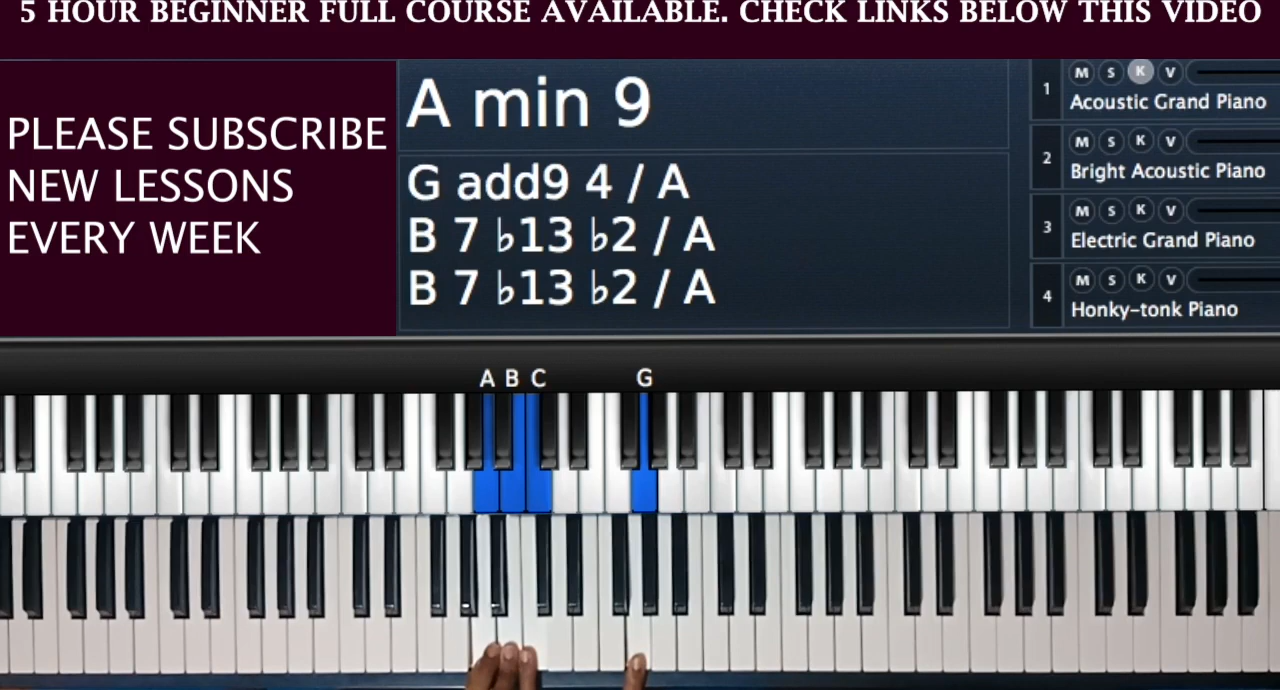 5 HOUR BEGINNER FULL COURSE AVAILABLE. CHECK LINKS BELOW THIS VIDEO
PLEASE SUBSCRIBE
NEW LESSONS
EVERY WEEK
A min 9
G add9 4 / A
B 7 ♭13 ♭2 / A
B 7 ♭13 ♭2 / A
1
M S K V
Acoustic Grand Piano
2
M S K V
Bright Acoustic Piano
3
M S K V
Electric Grand Piano
4
M S K V
Honky-tonk Piano
A B C G